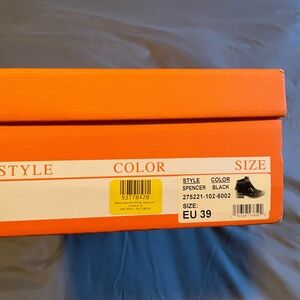 STYLE COLOR SIZE
STYLE COLOR
SPENCER BLACK
275221-102-6002
SIZE:
EU 39
93778428